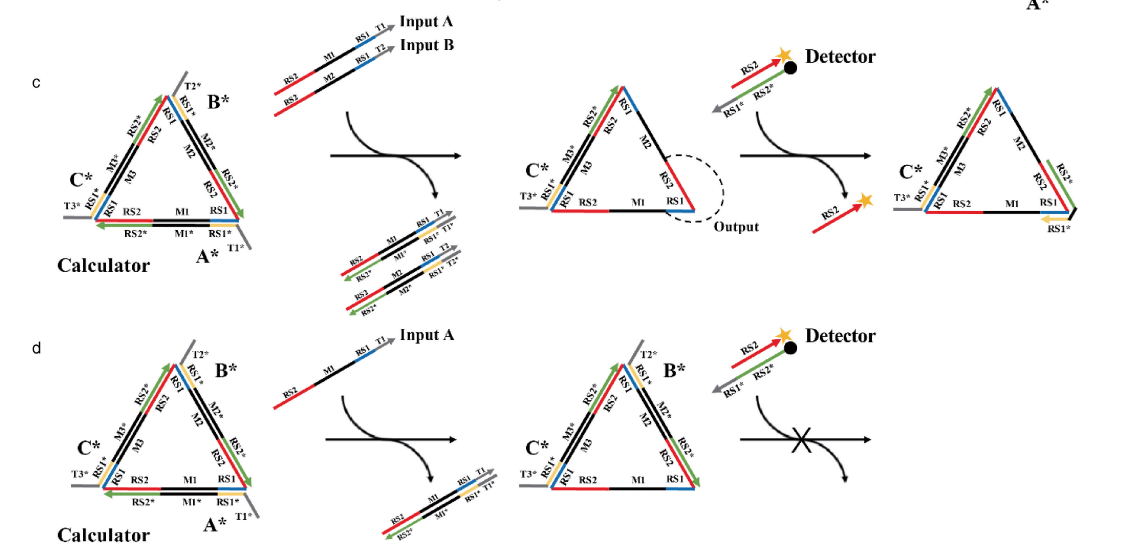 A*
c
Input A
Input B
T1
RS1
M1
RS2
T2
RS1
M2
RS2
T2*
B*
RS1*
RS1
RS2*
RS2
M2*
M2
M3*
M3
C*
RS2*
RS2
RS1*
RS1
T3*
RS2
M1
RS1
RS2*
M1*
RS1*
T1*
A*
Calculator
RS2
M1
RS1
T1
RS2*
M1*
RS1*
T1*
RS2
M2
RS1
T2
RS2*
M2*
RS1*
T2*
RS2*
RS2
RS1
M3*
M3
M2
C*
RS1*
RS1
T3*
RS2
RS2
M1
RS1
Output
Detector
RS2
RS2*
RS1*
RS2
RS2*
RS2
RS1
M3*
M3
M2
C*
RS1*
RS1
T3*
RS2*
RS2
RS2
M1
RS1
RS1*
d
Input A
T1
RS1
M1
RS2
T2*
B*
RS1*
RS1
RS2*
RS2
M2*
M2
M3*
M3
C*
RS2*
RS2
RS1*
RS1
T3*
RS2
M1
RS1
RS2*
M1*
RS1*
T1*
A*
Calculator
RS2
M1
RS1
T1
RS2*
M1*
RS1*
T1*
T2*
B*
RS1*
RS1
RS2*
RS2
M2*
M2
M3*
M3
C*
RS2*
RS2
RS1*
RS1
T3*
RS2
M1
RS1
Detector
RS2
RS2*
RS1*
X